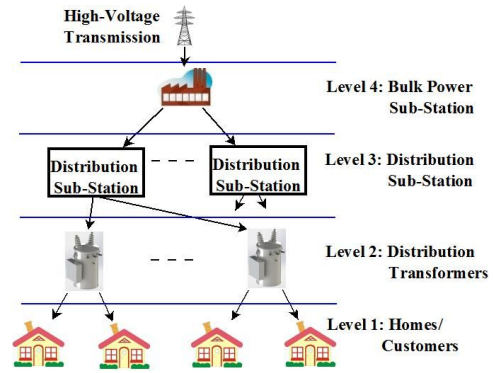 High-Voltage
Transmission
Level 4: Bulk Power
Sub-Station
Distribution
Sub-Station
Distribution
Sub-Station
Level 3: Distribution
Sub-Station
Level 2: Distribution
Transformers
Level 1: Homes/
Customers